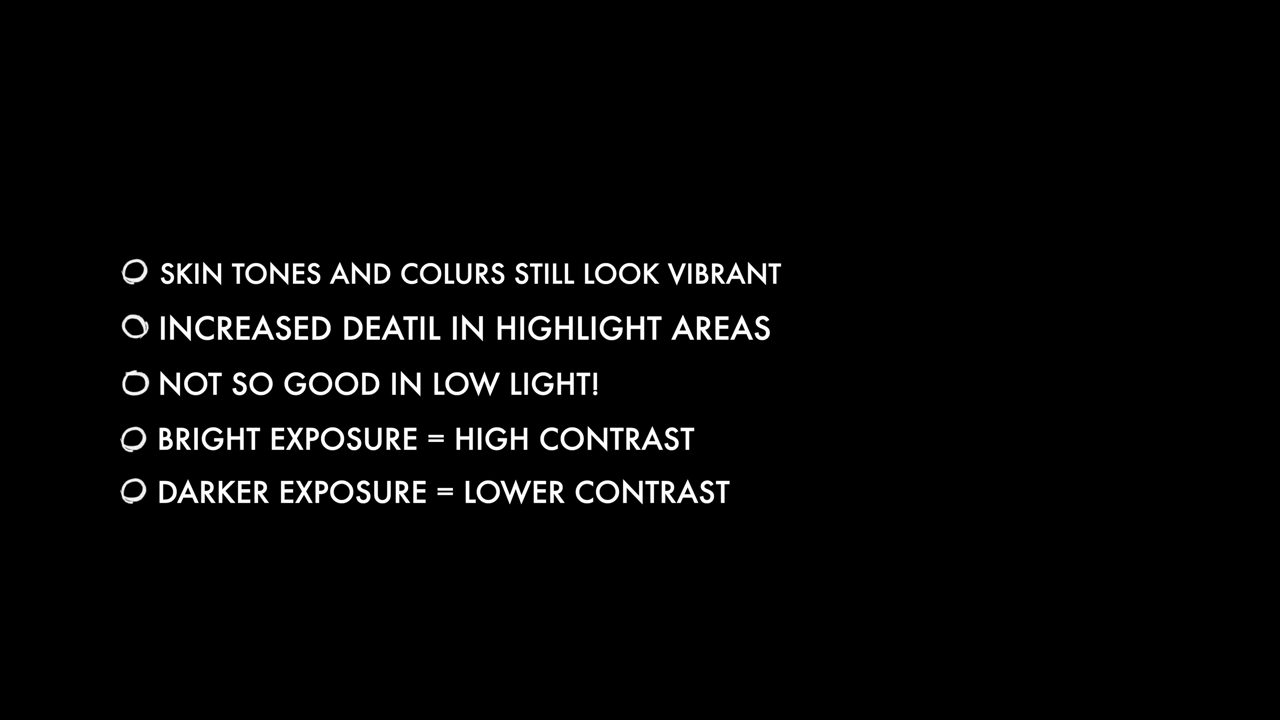 SKIN TONES AND COLURS STILL LOOK VIBRANT
INCREASED DEATIL IN HIGHLIGHT AREAS
NOT SO GOOD IN LOW LIGHT!
BRIGHT EXPOSURE = HIGH CONTRAST
DARKER EXPOSURE = LOWER CONTRAST